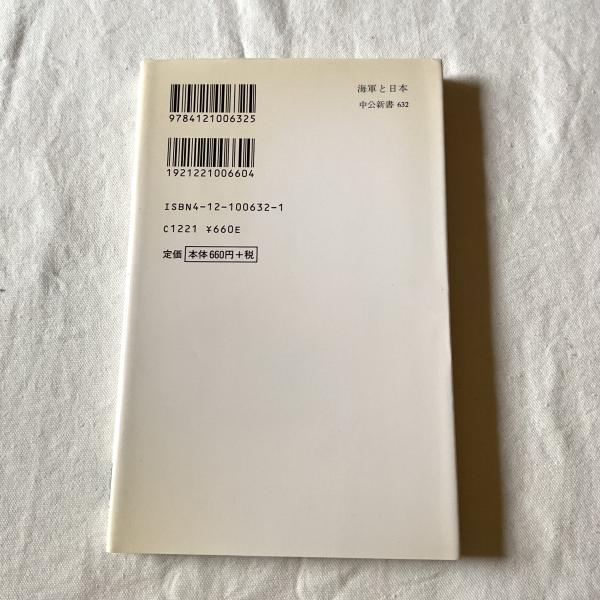 海軍と日本
中公新書 632
9784121006325
1921221006604
ISBN4-12-100632-1
C1221 ¥660E
定価 本体660円+税